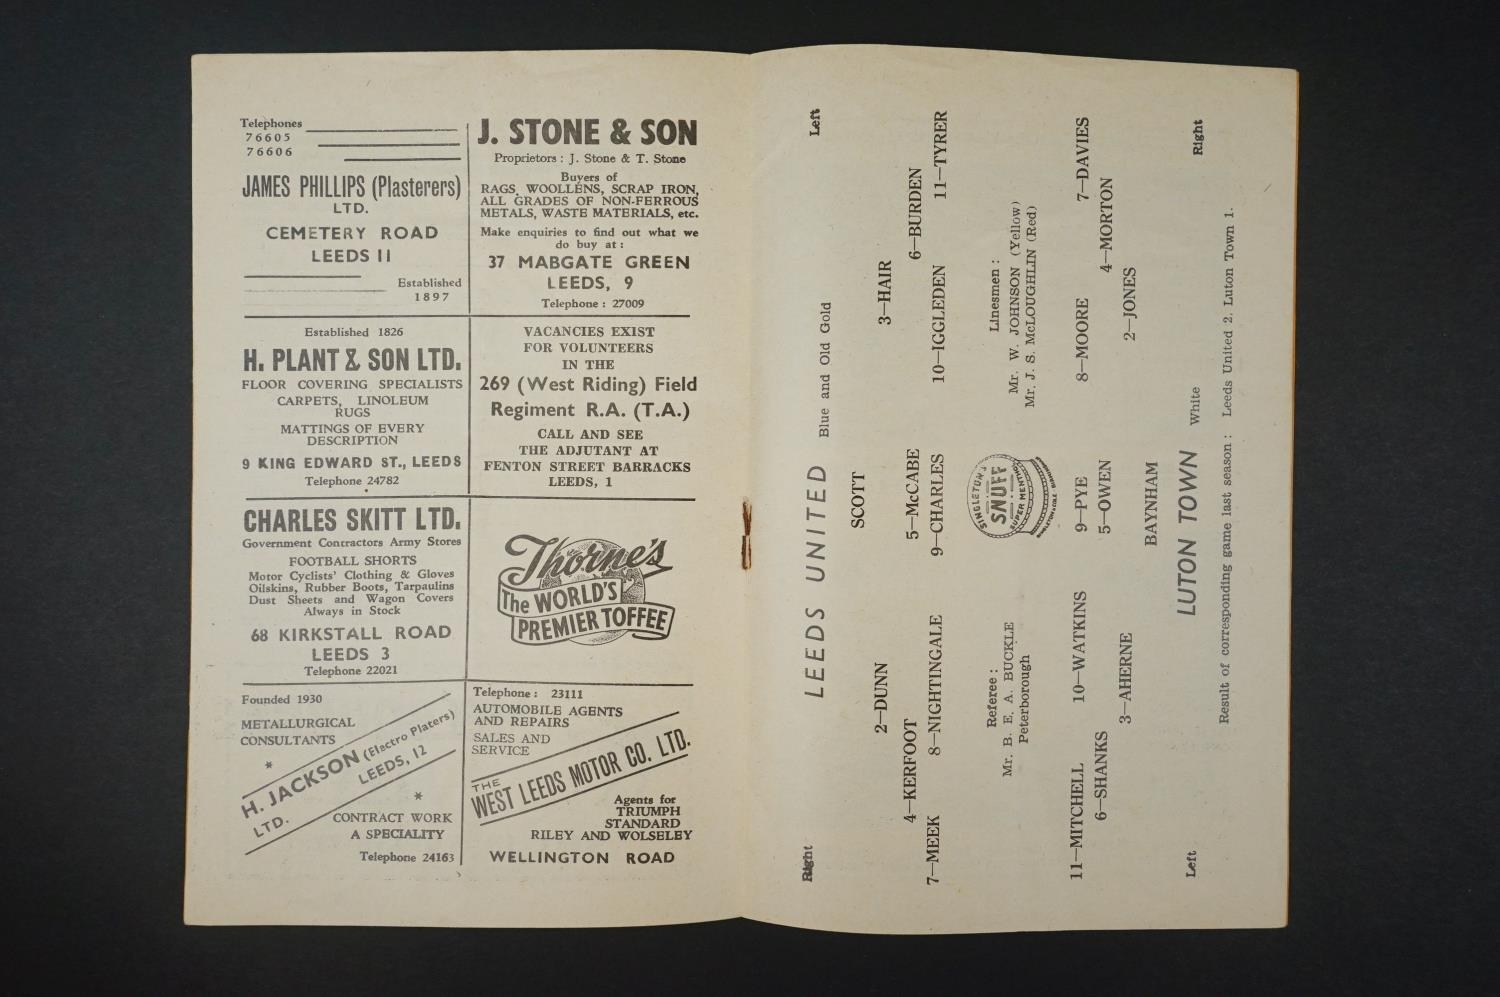 Telephones
76605
76606
JAMES PHILLIPS (Plasterers)
LTD.
CEMETERY ROAD
LEEDS 11
Established
1897
J. STONE & SON
Proprietors : J. Stone & T. Stone
Buyers of
RAGS, WOOLLENS, SCRAP IRON,
ALL GRADES OF NON-FERROUS
METALS, WASTE MATERIALS, etc.
Make enquiries to find out what we
do buy at :
37 MABGATE GREEN
LEEDS, 9
Telephone : 27009
Established 1826
H. PLANT & SON LTD.
FLOOR COVERING SPECIALISTS
CARPETS, LINOLEUM
RUGS
MATTINGS OF EVERY
DESCRIPTION
9 KING EDWARD ST., LEEDS
Telephone 24782
VACANCIES EXIST
FOR VOLUNTEERS
IN THE
269 (West Riding) Field
Regiment R.A. (T.A.)
CALL AND SEE
THE ADJUTANT AT
FENTON STREET BARRACKS
LEEDS, 1
CHARLES SKITT LTD.
Government Contractors Army Stores
FOOTBALL SHORTS
Motor Cyclists' Clothing & Gloves
Oilskins, Rubber Boots, Tarpaulins
Dust Sheets and Wagon Covers
Always in Stock
68 KIRKSTALL ROAD
LEEDS 3
Telephone 22021
Thorne's
The WORLD'S
PREMIER TOFFEE
Founded 1930
METALLURGICAL
CONSULTANTS
*
H. JACKSON (Electro Platers)
LTD. LEEDS, 12
*
CONTRACT WORK
A SPECIALITY
Telephone 24163
Telephone : 23111
AUTOMOBILE AGENTS
AND REPAIRS
SALES AND
SERVICE
THE
WEST LEEDS MOTOR CO. LTD.
Agents for
TRIUMPH
STANDARD
RILEY AND WOLSELEY
WELLINGTON ROAD
Right LEEDS UNITED Blue and Old Gold Left
SCOTT
2—DUNN 3—HAIR
4—KERFOOT 5—McCABE 6—BURDEN
7—MEEK 8—NIGHTINGALE 9—CHARLES 10—IGGLEDEN 11—TYRER
Referee :
Mr. B. E. A. BUCKLE
Peterborough
SINGLETON'S
SNUFF
SUPER MENTHOL
Linesmen :
Mr. W. JOHNSON (Yellow)
Mr. J. S. McLOUGHLIN (Red)
11—MITCHELL 10—WATKINS 9—PYE 8—MOORE 7—DAVIES
6—SHANKS 5—OWEN 4—MORTON
3—AHERNE 2—JONES
BAYNHAM
Left LUTON TOWN White Right
Result of corresponding game last season : Leeds United 2. Luton Town 1.